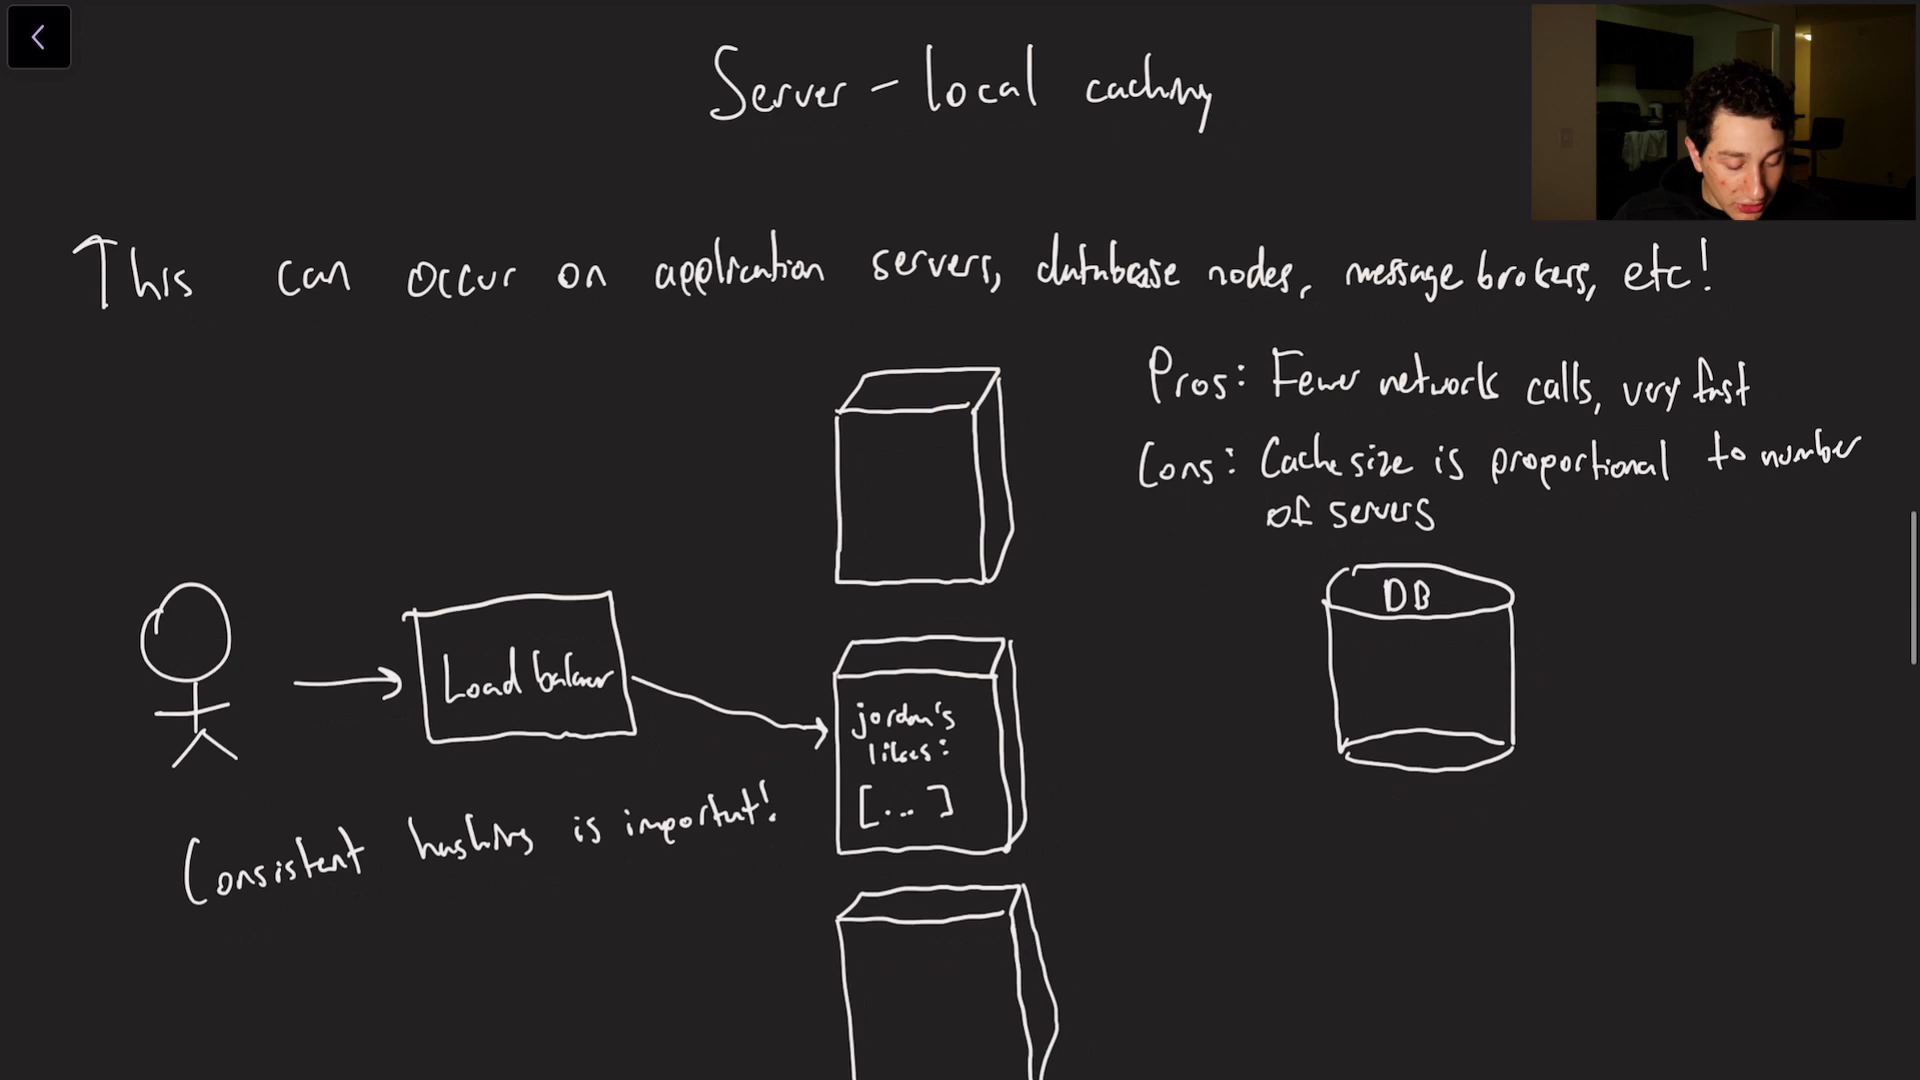 Server - local caching
This can occur on application servers, database nodes, message brokers, etc!
Pros: Fewer network calls, very fast
Cons: Cache size is proportional to number
of servers
DB
Load balancer
jordan's
likes:
[...]
Consistent hashing is important!